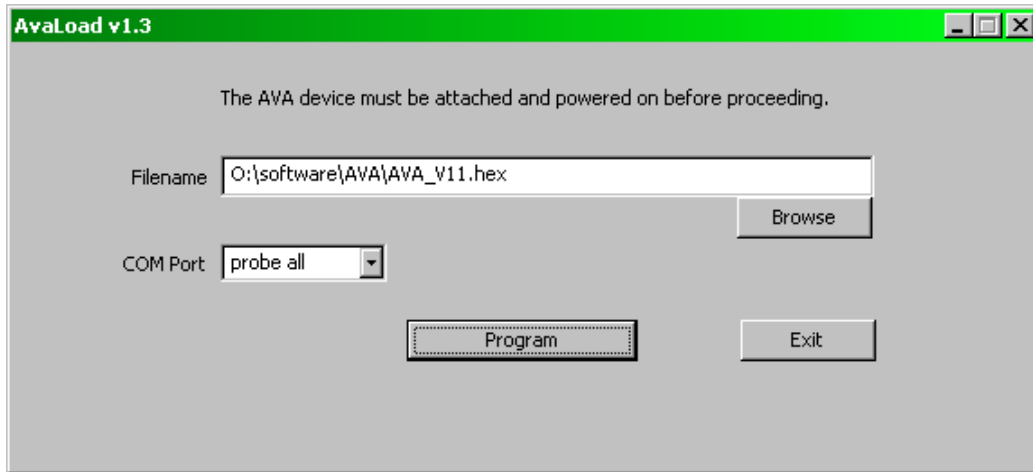 AvaLoad v1.3
The AVA device must be attached and powered on before proceeding.
Filename O:\software\AVA\AVA_V11.hex
Browse
COM Port probe all
Program Exit